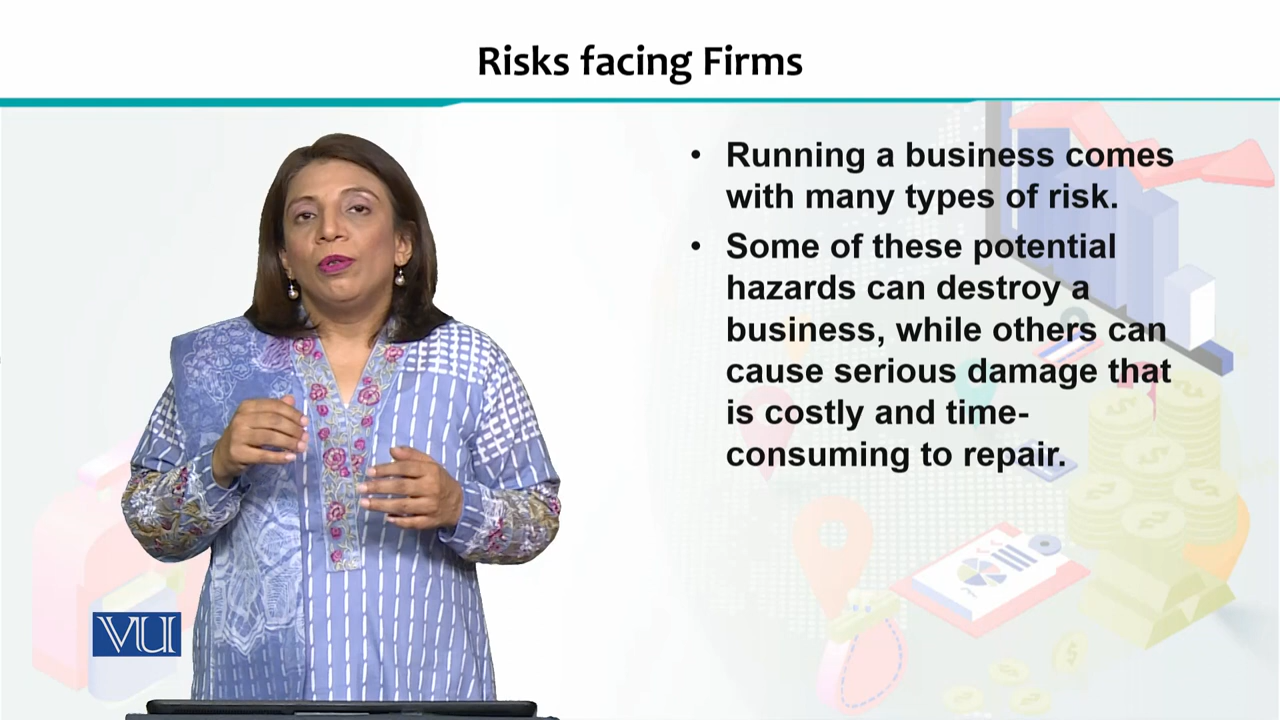 Risks facing Firms
• Running a business comes
with many types of risk.
• Some of these potential
hazards can destroy a
business, while others can
cause serious damage that
is costly and time-
consuming to repair.
VU